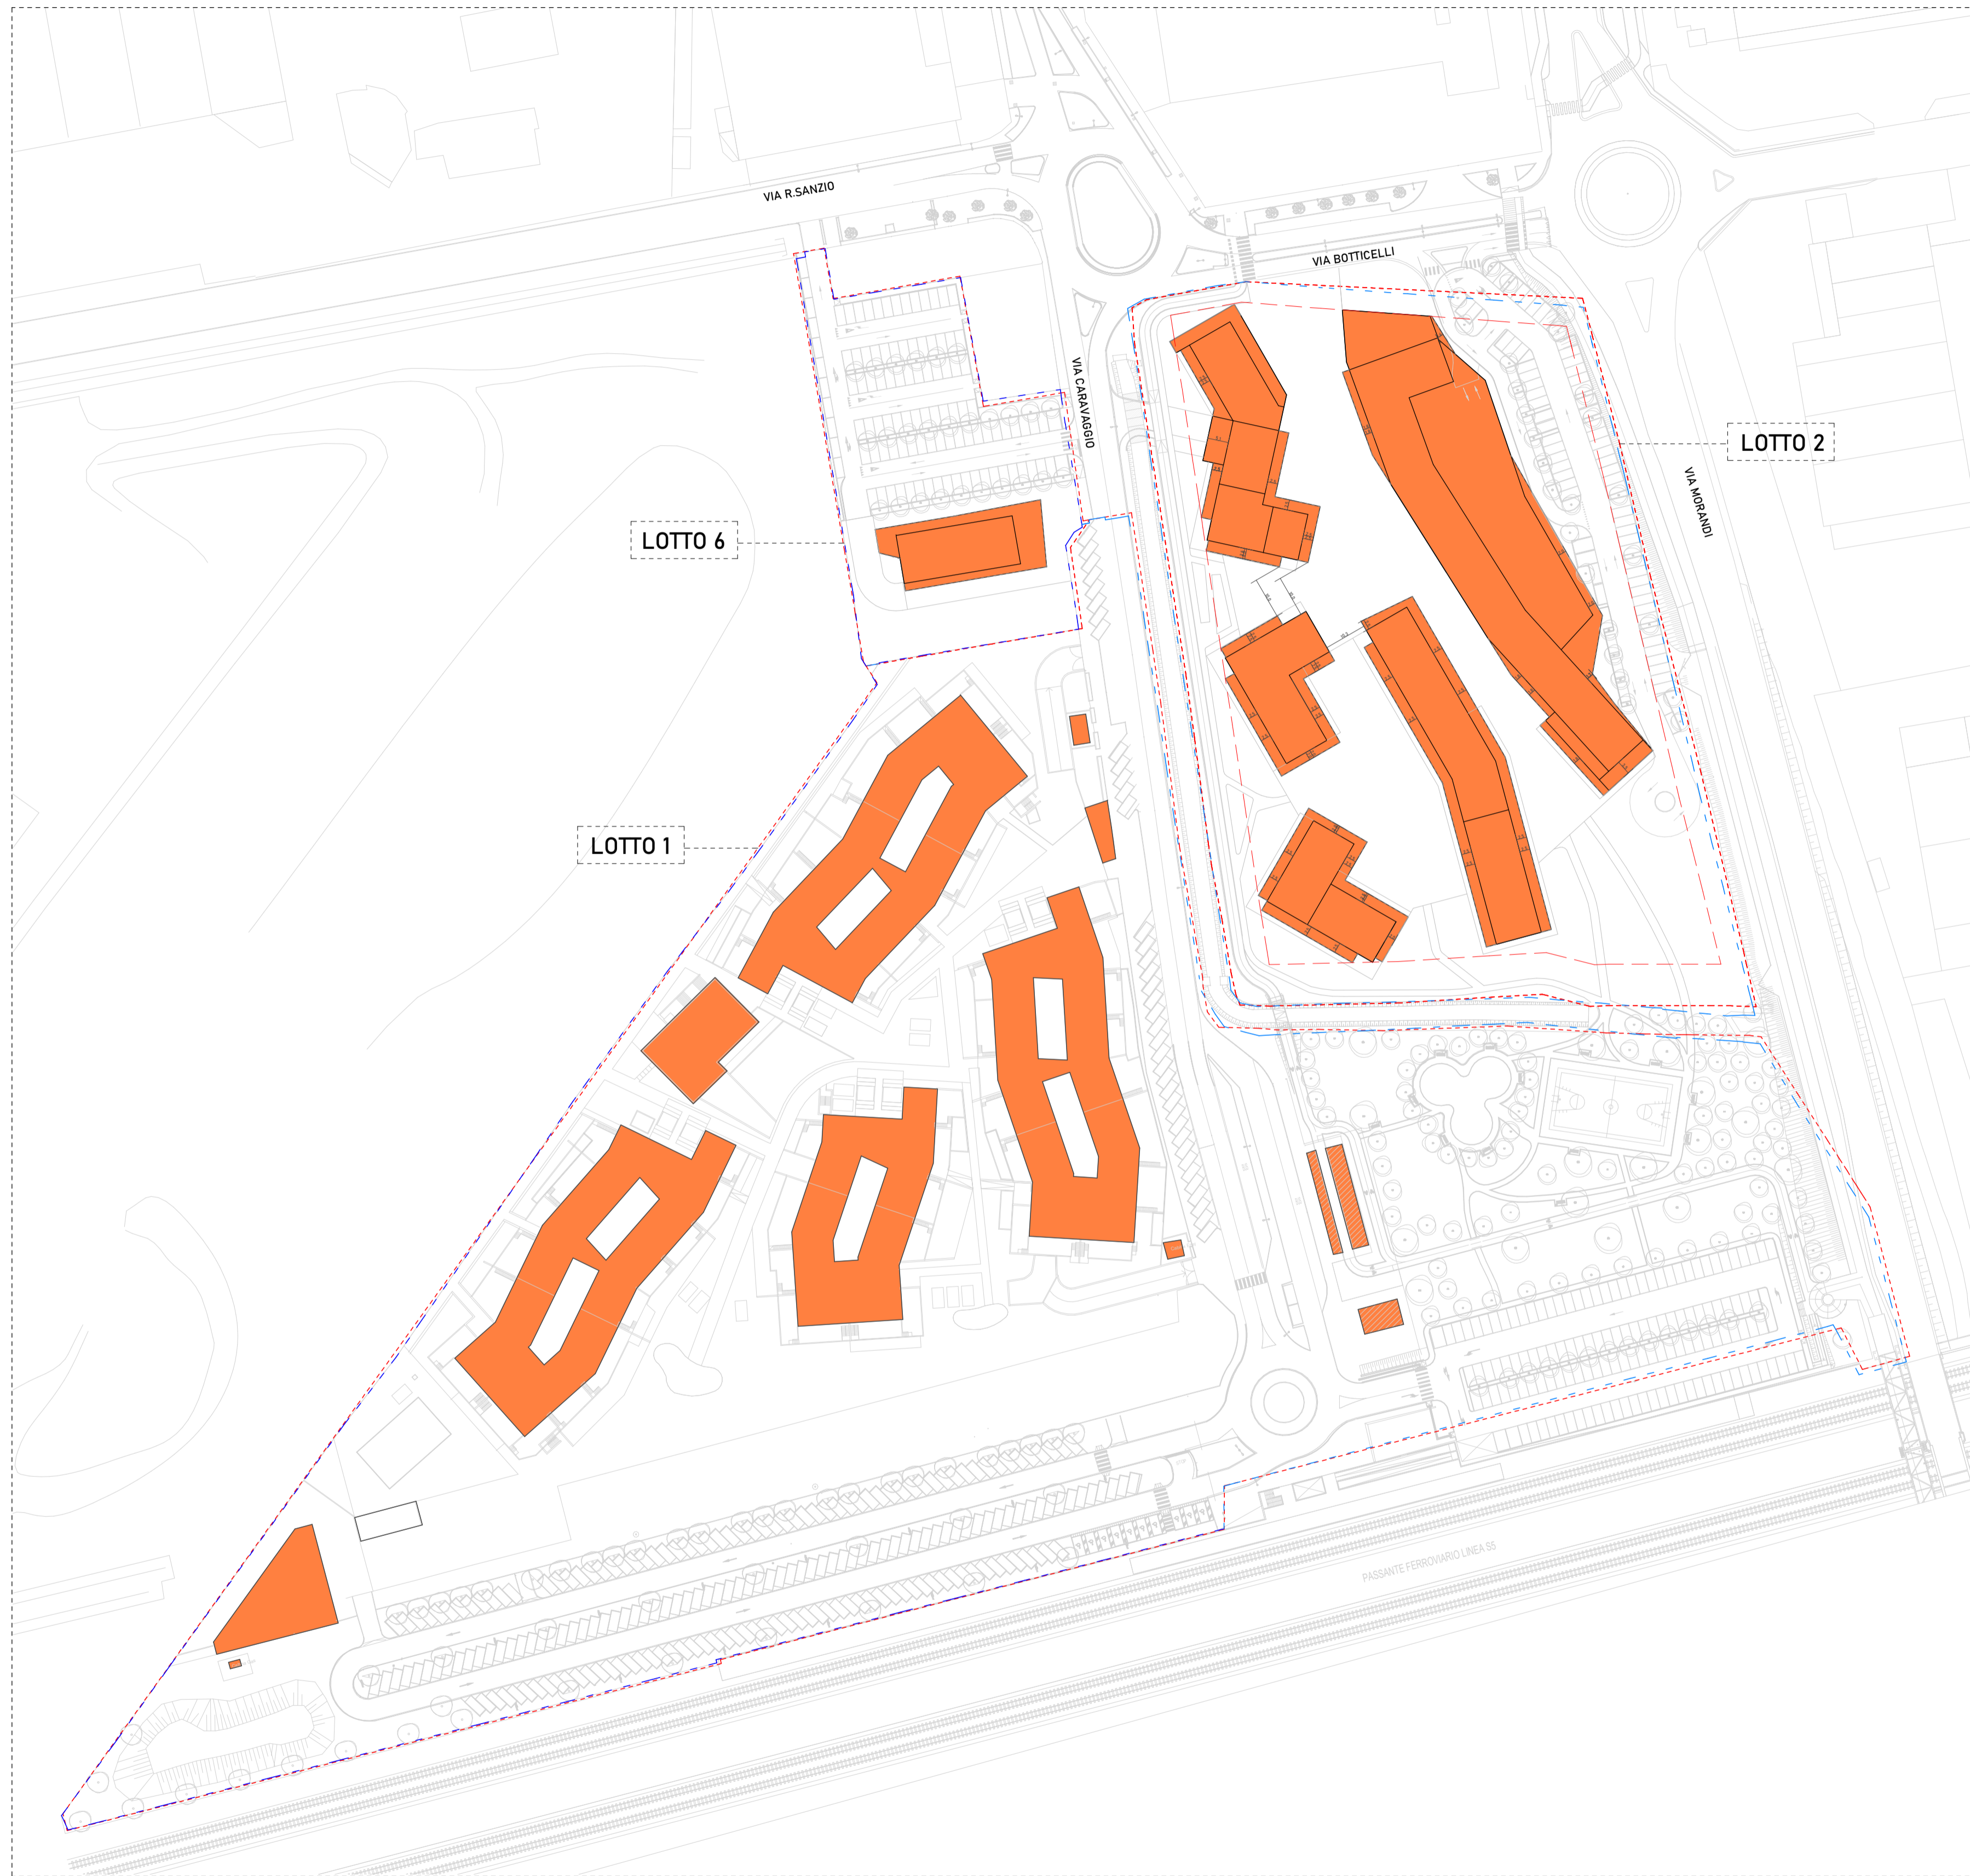 VIA R.SANZIO
VIA BOTTICELLI
VIA CARAVAGGIO
LOTTO 2
VIA MORANDI
LOTTO 6
LOTTO 1
PASSANTE FERROVIARIO LINEA S5